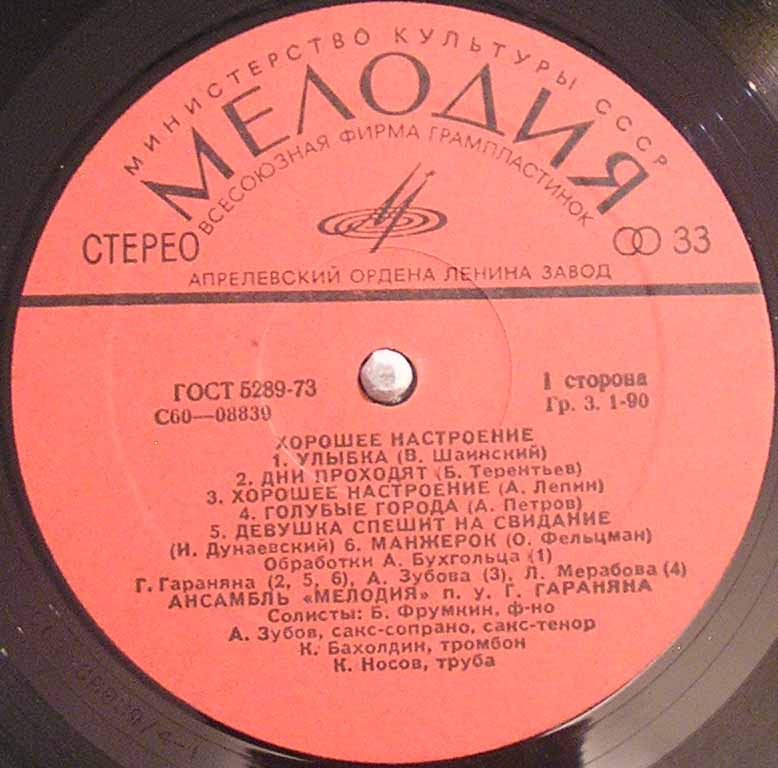 МИНИСТЕРСТВО КУЛЬТУРЫ СССР
МЕЛОДИЯ
ВСЕСОЮЗНАЯ ФИРМА ГРАМПЛАСТИНОК
СТЕРЕО
33
АПРЕЛЕВСКИЙ ОРДЕНА ЛЕНИНА ЗАВОД
ГОСТ 5289-73
1 сторона
С60—08839
Гр. 3. 1-90
ХОРОШЕЕ НАСТРОЕНИЕ
1. УЛЫБКА (В. Шаинский)
2. ДНИ ПРОХОДЯТ (Б. Терентьев)
3. ХОРОШЕЕ НАСТРОЕНИЕ (А. Лепин)
4. ГОЛУБЫЕ ГОРОДА (А. Петров)
5. ДЕВУШКА СПЕШИТ НА СВИДАНИЕ
(И. Дунаевский) 6. МАНЖЕРОК (О. Фельцман)
Обработки А. Бухгольца (1)
Г. Гараняна (2, 5, 6), А. Зубова (3), Л. Мерабова (4)
АНСАМБЛЬ «МЕЛОДИЯ» п. у. Г. ГАРАНЯНА
Солисты: Б. Фрумкин, ф-но
А. Зубов, сакс-сопрано, сакс-тенор
К. Бахолдин, тромбон
К. Носов, труба